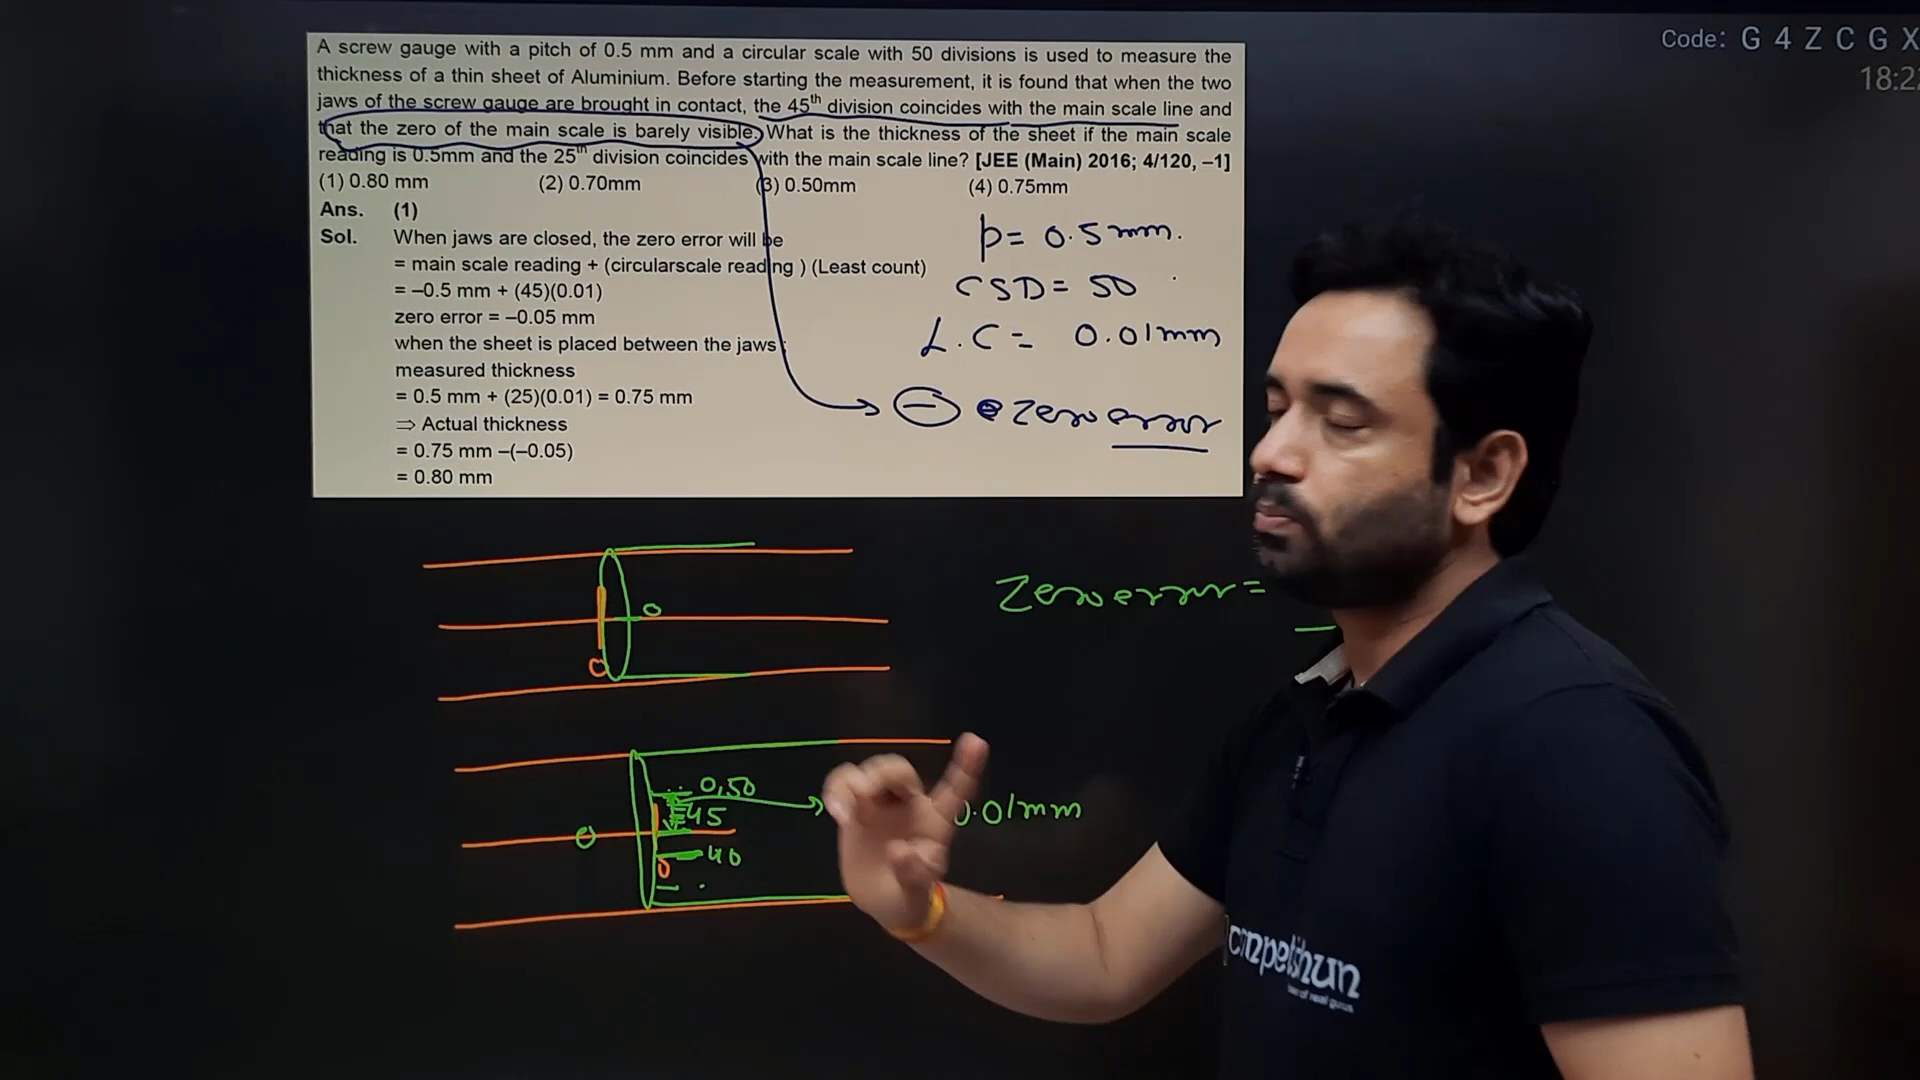 Code: G 4 Z C G X
18:22
A screw gauge with a pitch of 0.5 mm and a circular scale with 50 divisions is used to measure the
thickness of a thin sheet of Aluminium. Before starting the measurement, it is found that when the two
jaws of the screw gauge are brought in contact, the 45th division coincides with the main scale line and
that the zero of the main scale is barely visible. What is the thickness of the sheet if the main scale
reading is 0.5mm and the 25th division coincides with the main scale line? [JEE (Main) 2016; 4/120, –1]
(1) 0.80 mm (2) 0.70mm (3) 0.50mm (4) 0.75mm
Ans. (1)
Sol. When jaws are closed, the zero error will be
= main scale reading + (circularscale reading ) (Least count)
= –0.5 mm + (45)(0.01)
zero error = –0.05 mm
when the sheet is placed between the jaws
measured thickness
= 0.5 mm + (25)(0.01) = 0.75 mm
⇒ Actual thickness
= 0.75 mm –(–0.05)
= 0.80 mm
p = 0.5 mm.
CSD = 50
L.C = 0.01mm
− zero error
0
0
Zero error =
0,50
45
0
40
0
0.01mm
competishun